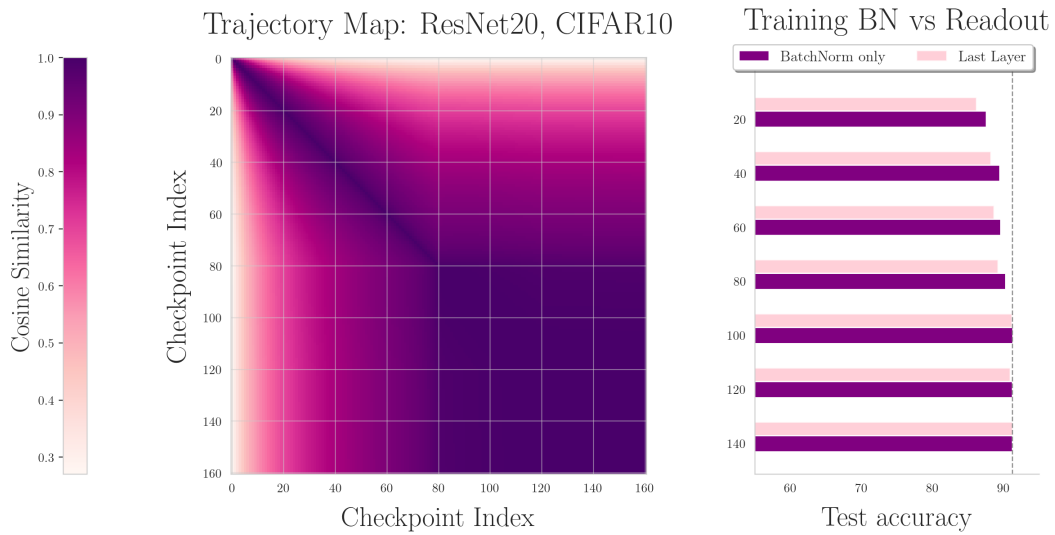 Trajectory Map: ResNet20, CIFAR10
Cosine Similarity
1.0
0.9
0.8
0.7
0.6
0.5
0.4
0.3
Checkpoint Index
0
20
40
60
80
100
120
140
160
0 20 40 60 80 100 120 140 160
Checkpoint Index
Training BN vs Readout
BatchNorm only Last Layer
20
40
60
80
100
120
140
60 70 80 90
Test accuracy